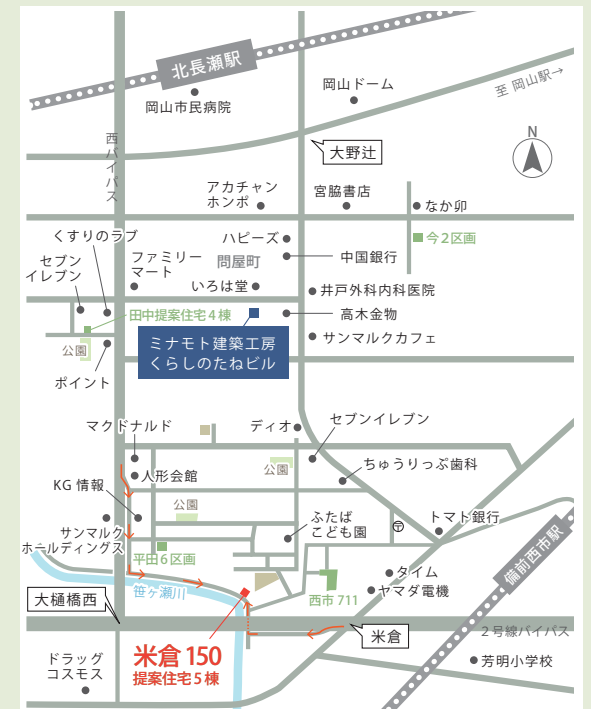 北長瀬駅
岡山市民病院
岡山ドーム
至 岡山駅→
N
西バイパス
大野辻
アカチャン
ホンポ
宮脇書店
なか卯
くすりのラブ
ハピーズ
今2区画
セブン
イレブン
ファミリー
マート
問屋町
中国銀行
いろは堂
井戸外科内科医院
田中提案住宅4棟
高木金物
公園
ミナモト建築工房
くらしのたねビル
サンマルクカフェ
ポイント
マクドナルド
ディオ
セブンイレブン
人形会館
公園
ちゅうりっぷ歯科
KG 情報
公園
ふたば
こども園
トマト銀行
サンマルク
ホールディングス
平田6区画
備前西市駅
タイム
笹ヶ瀬川
西市 711
ヤマダ電機
大樋橋西
米倉
2号線バイパス
米倉 150
提案住宅5棟
ドラッグ
コスモス
芳明小学校